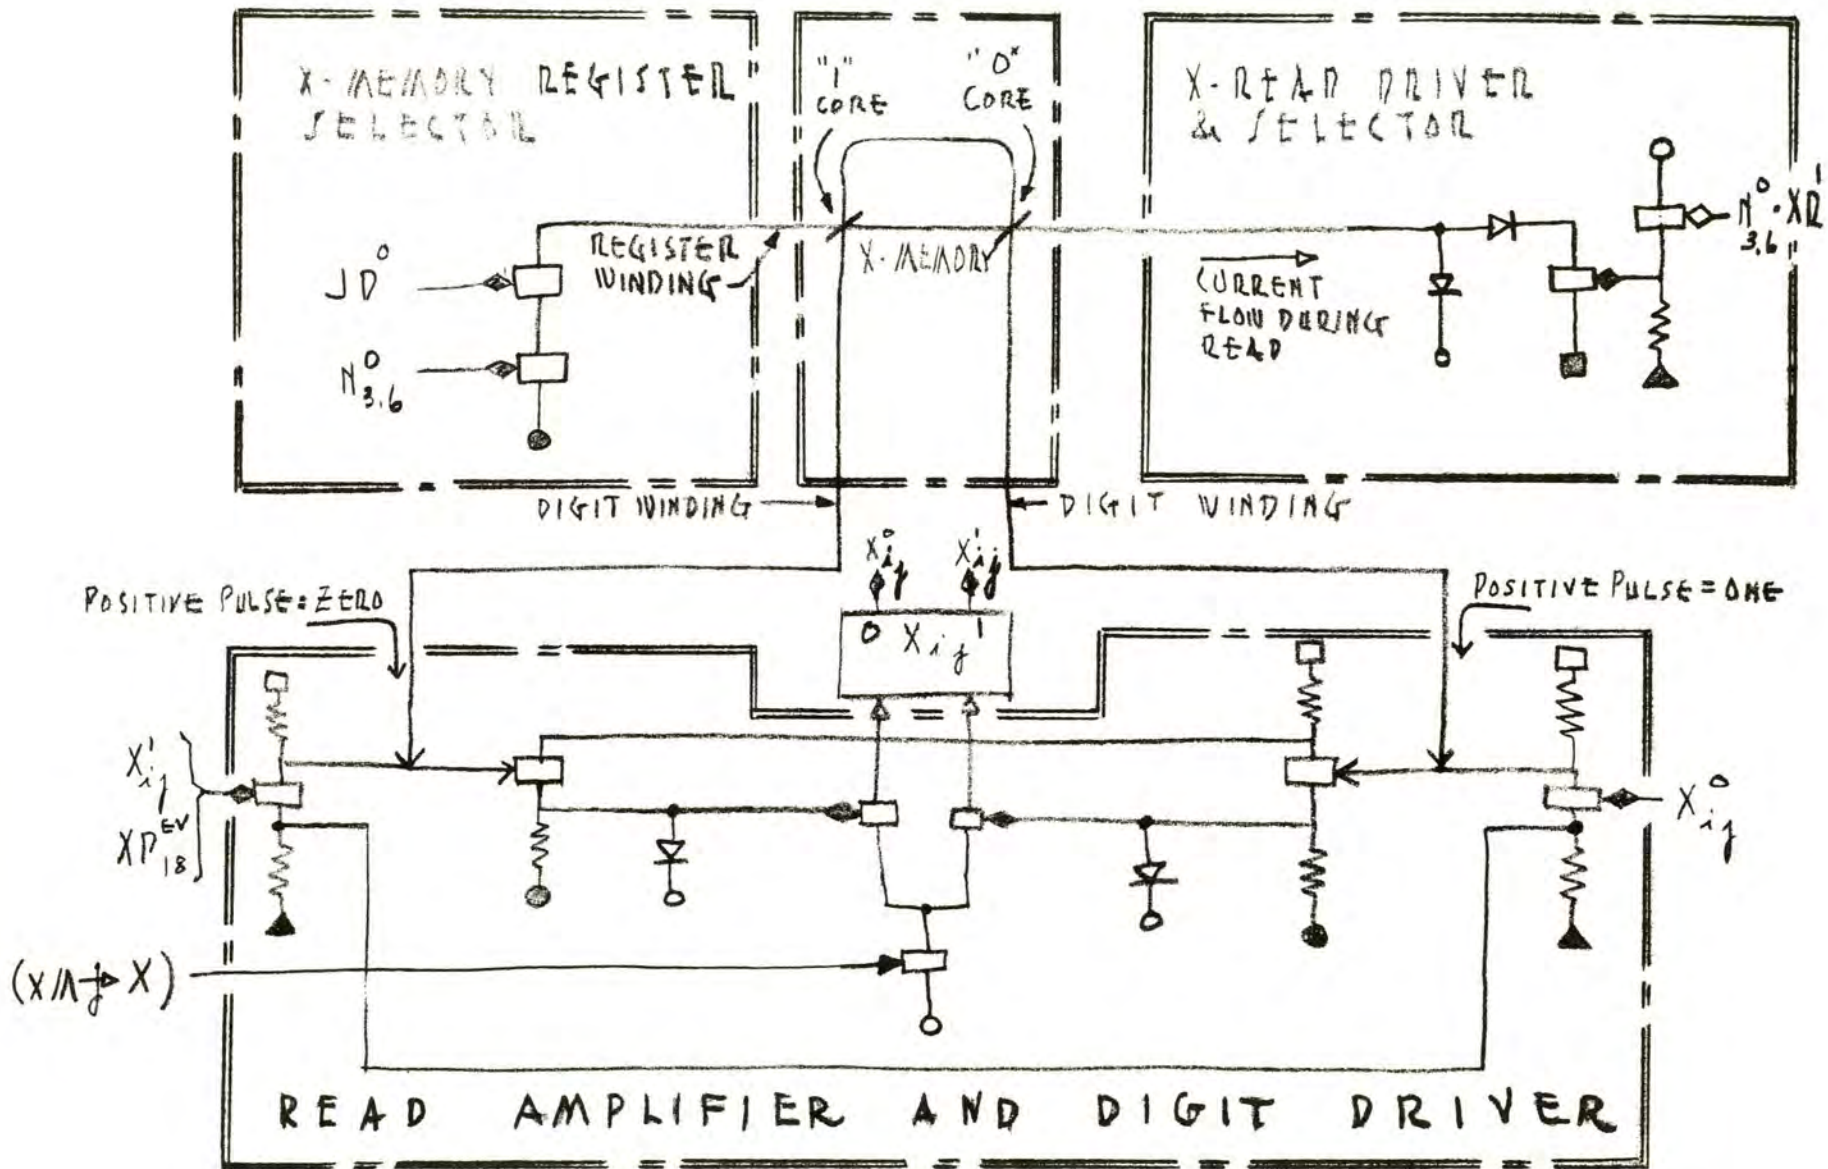 X-MEMORY REGISTER
SELECTOR
"1"
CORE
"0"
CORE
X-READ DRIVER
& SELECTOR
JD⁰
N⁰₃.₆
REGISTER
WINDING
X-MEMORY
CURRENT
FLOW DURING
READ
N⁰₃.₆ · XR¹
DIGIT WINDING
DIGIT WINDING
X⁰ij
X¹ij
POSITIVE PULSE = ZERO
POSITIVE PULSE = ONE
0 Xij 1
X¹ij
XP₁₈ᴱⱽ
X⁰ij
READ AMPLIFIER AND DIGIT DRIVER